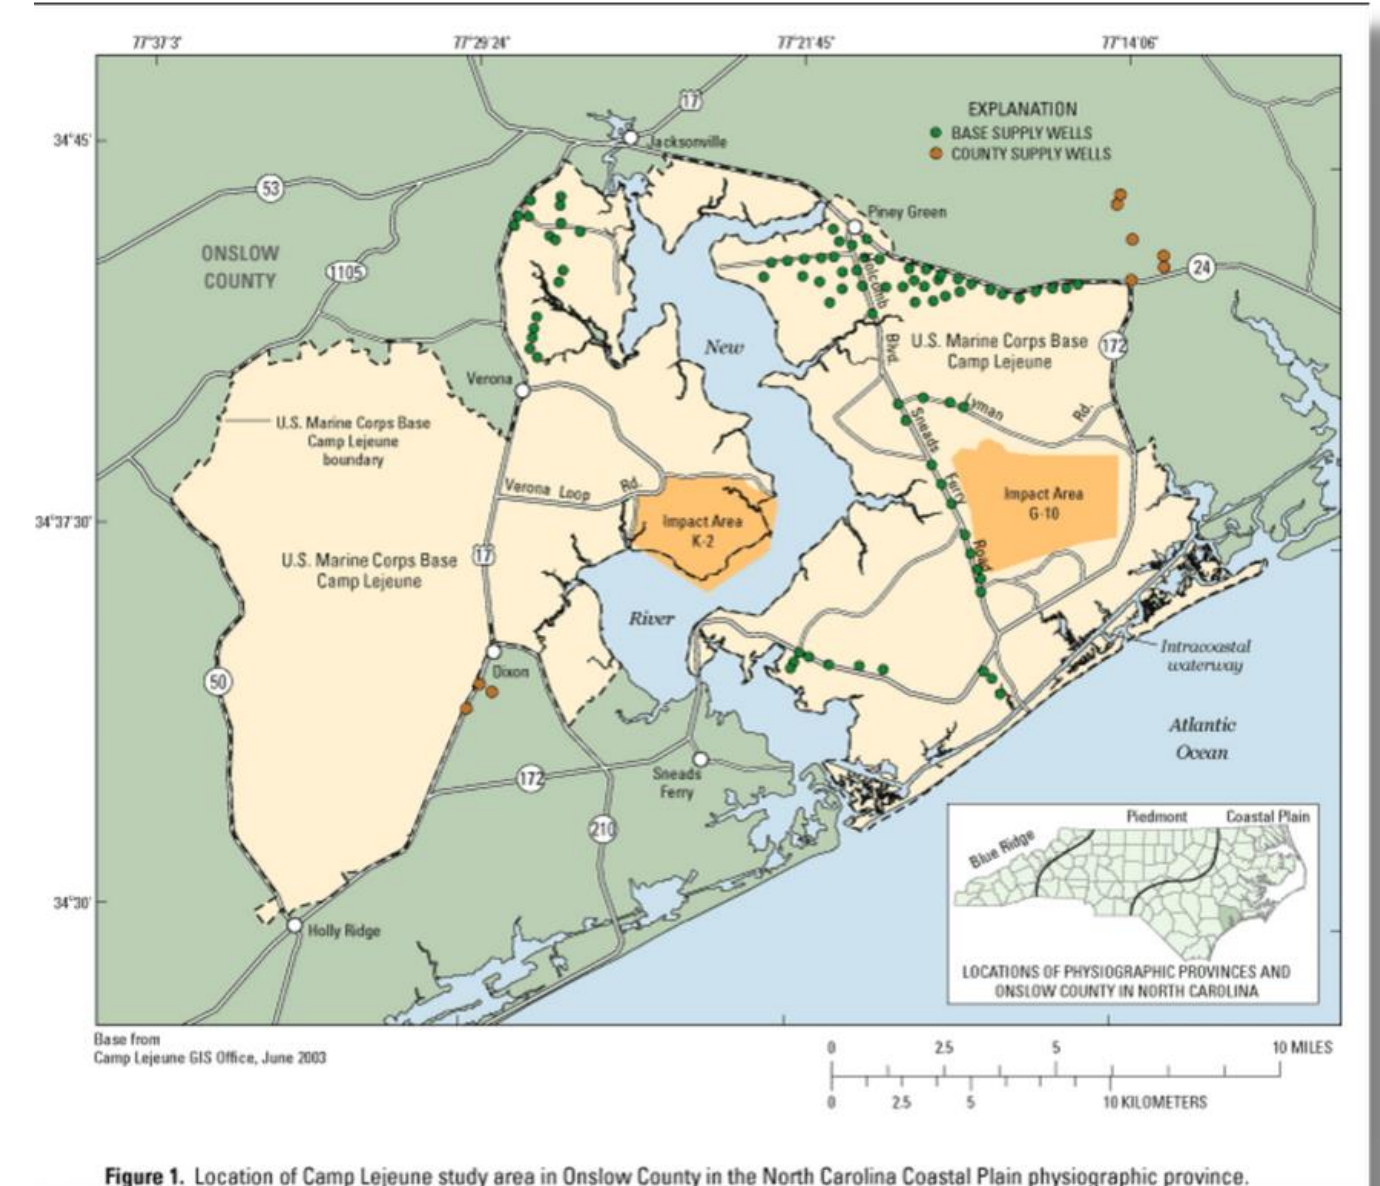 77°37'3"
77°29'24"
77°21'45"
77°14'06"
34°45'
34°37'30"
34°30'
EXPLANATION
BASE SUPPLY WELLS
COUNTY SUPPLY WELLS
17
Jacksonville
53
Piney Green
ONSLOW
COUNTY
1105
24
Holcomb
Blvd.
New
U.S. Marine Corps Base
Camp Lejeune
172
Verona
Lyman
Rd.
U.S. Marine Corps Base
Camp Lejeune
boundary
Sneads
Ferry
Road
Verona Loop
Rd.
Impact Area
K-2
Impact Area
G-10
U.S. Marine Corps Base
Camp Lejeune
17
River
Intracoastal
waterway
50
Dixon
Atlantic
Ocean
172
Sneads
Ferry
210
Holly Ridge
Piedmont
Coastal Plain
Blue Ridge
LOCATIONS OF PHYSIOGRAPHIC PROVINCES AND
ONSLOW COUNTY IN NORTH CAROLINA
Base from
Camp Lejeune GIS Office, June 2003
0 2.5 5 10 MILES
0 2.5 5 10 KILOMETERS
Figure 1. Location of Camp Lejeune study area in Onslow County in the North Carolina Coastal Plain physiographic province.